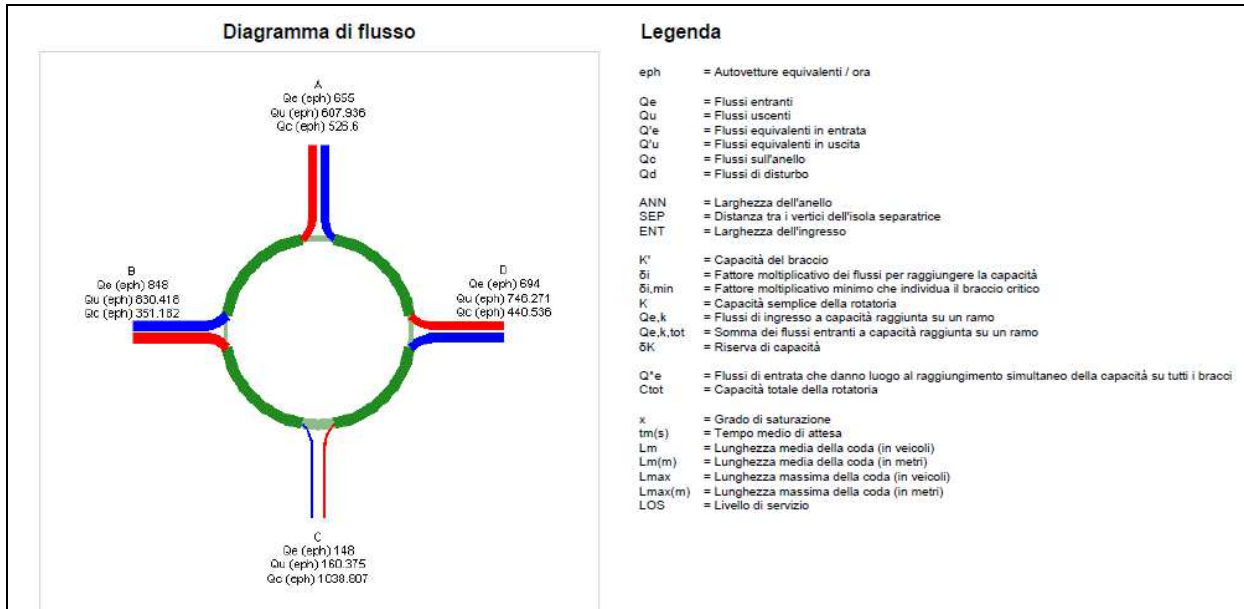 Diagramma di flusso
A
Qe (eph) 655
Qu (eph) 607.936
Qc (eph) 526.6
B
Qe (eph) 848
Qu (eph) 830.416
Qc (eph) 351.182
D
Qe (eph) 694
Qu (eph) 746.271
Qc (eph) 440.536
C
Qe (eph) 148
Qu (eph) 160.375
Qc (eph) 1038.807
Legenda
eph = Autovetture equivalenti / ora
Qe = Flussi entranti
Qu = Flussi uscenti
Q'e = Flussi equivalenti in entrata
Q'u = Flussi equivalenti in uscita
Qc = Flussi sull'anello
Qd = Flussi di disturbo
ANN = Larghezza dell'anello
SEP = Distanza tra i vertici dell'isola separatrice
ENT = Larghezza dell'ingresso
K' = Capacità del braccio
δi = Fattore moltiplicativo dei flussi per raggiungere la capacità
δi,min = Fattore moltiplicativo minimo che individua il braccio critico
K = Capacità semplice della rotatoria
Qe,k = Flussi di ingresso a capacità raggiunta su un ramo
Qe,k,tot = Somma dei flussi entranti a capacità raggiunta su un ramo
δK = Riserva di capacità
Q*e = Flussi di entrata che danno luogo al raggiungimento simultaneo della capacità su tutti i bracci
Ctot = Capacità totale della rotatoria
x = Grado di saturazione
tm(s) = Tempo medio di attesa
Lm = Lunghezza media della coda (in veicoli)
Lm(m) = Lunghezza media della coda (in metri)
Lmax = Lunghezza massima della coda (in veicoli)
Lmax(m) = Lunghezza massima della coda (in metri)
LOS = Livello di servizio